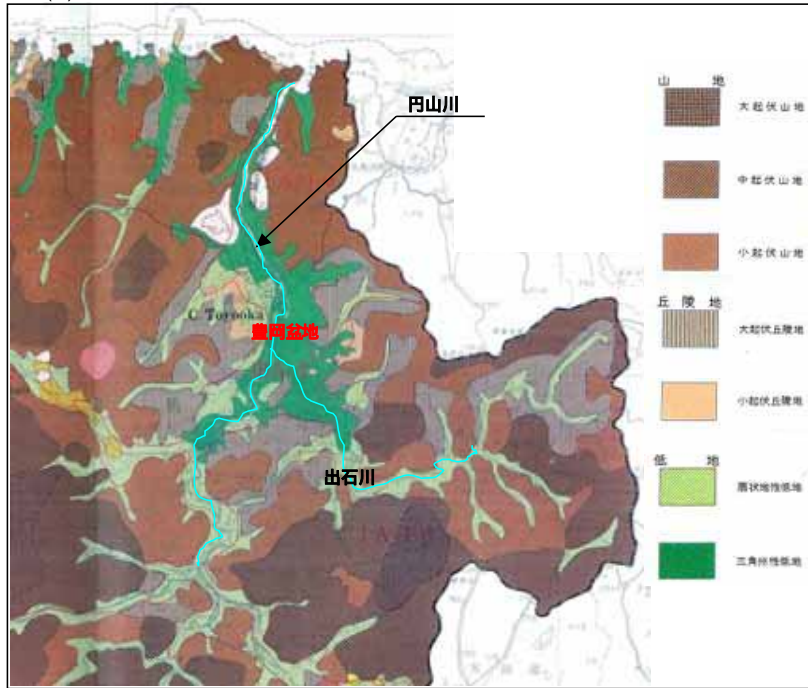 円山川
C Toyooka
豊岡盆地
出石川
山 地
大起伏山地
中起伏山地
小起伏山地
丘 陵 地
大起伏丘陵地
小起伏丘陵地
低 地
扇状地性低地
三角州性低地